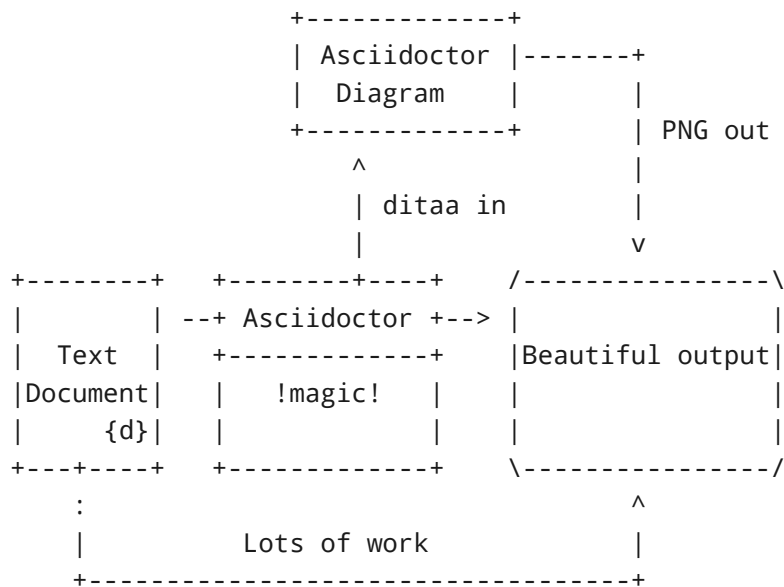 Asciidoctor
Diagram
PNG out
ditaa in
Asciidoctor
Text
Document
{d}
!magic!
Beautiful output
Lots of work